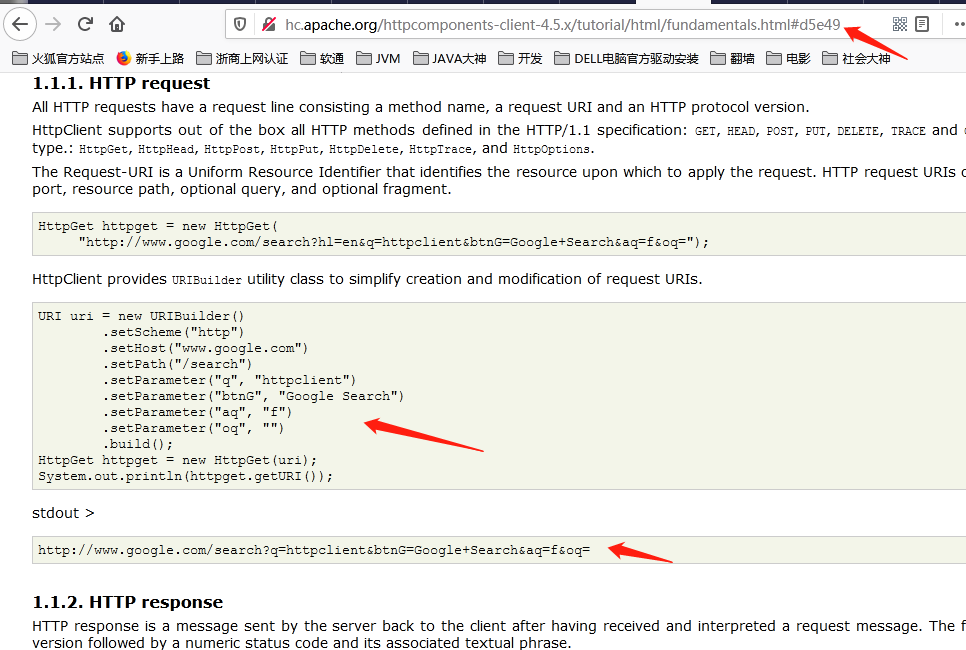 hc.apache.org/httpcomponents-client-4.5.x/tutorial/html/fundamentals.html#d5e49
火狐官方站点 新手上路 浙商上网认证 软通 JVM JAVA大神 开发 DELL电脑官方驱动安装 翻墙 电影 社会大神
1.1.1. HTTP request
All HTTP requests have a request line consisting a method name, a request URI and an HTTP protocol version.
HttpClient supports out of the box all HTTP methods defined in the HTTP/1.1 specification: GET, HEAD, POST, PUT, DELETE, TRACE and
type.: HttpGet, HttpHead, HttpPost, HttpPut, HttpDelete, HttpTrace, and HttpOptions.
The Request-URI is a Uniform Resource Identifier that identifies the resource upon which to apply the request. HTTP request URIs
port, resource path, optional query, and optional fragment.
HttpGet httpget = new HttpGet(
"http://www.google.com/search?hl=en&q=httpclient&btnG=Google+Search&aq=f&oq=");
HttpClient provides URIBuilder utility class to simplify creation and modification of request URIs.
URI uri = new URIBuilder()
.setScheme("http")
.setHost("www.google.com")
.setPath("/search")
.setParameter("q", "httpclient")
.setParameter("btnG", "Google Search")
.setParameter("aq", "f")
.setParameter("oq", "")
.build();
HttpGet httpget = new HttpGet(uri);
System.out.println(httpget.getURI());
stdout >
http://www.google.com/search?q=httpclient&btnG=Google+Search&aq=f&oq=
1.1.2. HTTP response
HTTP response is a message sent by the server back to the client after having received and interpreted a request message. The
version followed by a numeric status code and its associated textual phrase.